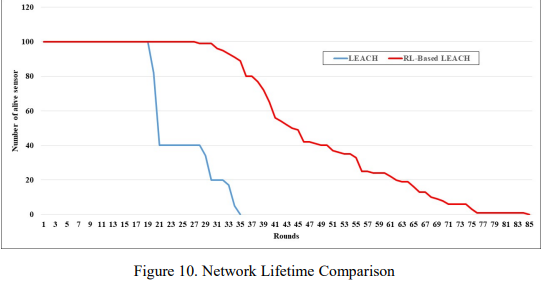 120
100
80
60
40
20
0
Number of alive sensor
LEACH RL-Based LEACH
1 3 5 7 9 11 13 15 17 19 21 23 25 27 29 31 33 35 37 39 41 43 45 47 49 51 53 55 57 59 61 63 65 67 69 71 73 75 77 79 81 83 85
Rounds
Figure 10. Network Lifetime Comparison